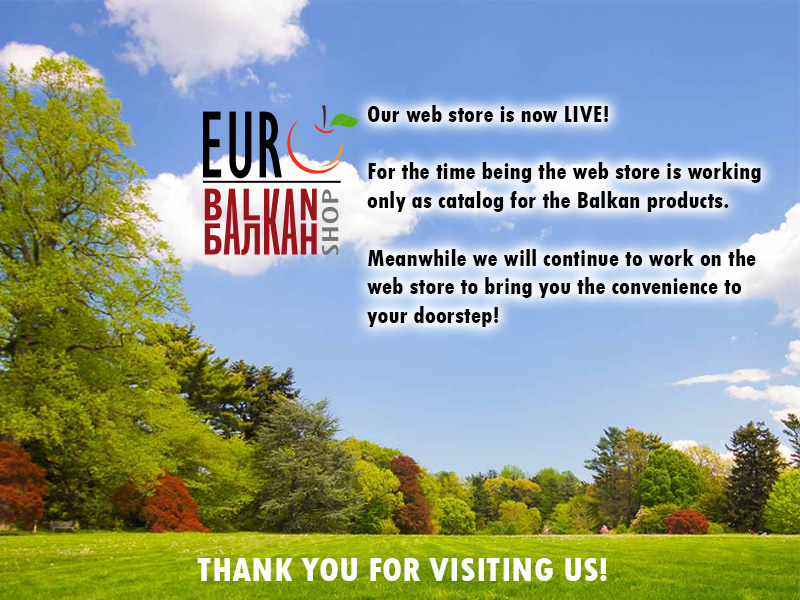 EUR
BALKAN
БАЛКАН
SHOP
Our web store is now LIVE!
For the time being the web store is working
only as catalog for the Balkan products.
Meanwhile we will continue to work on the
web store to bring you the convenience to
your doorstep!
THANK YOU FOR VISITING US!